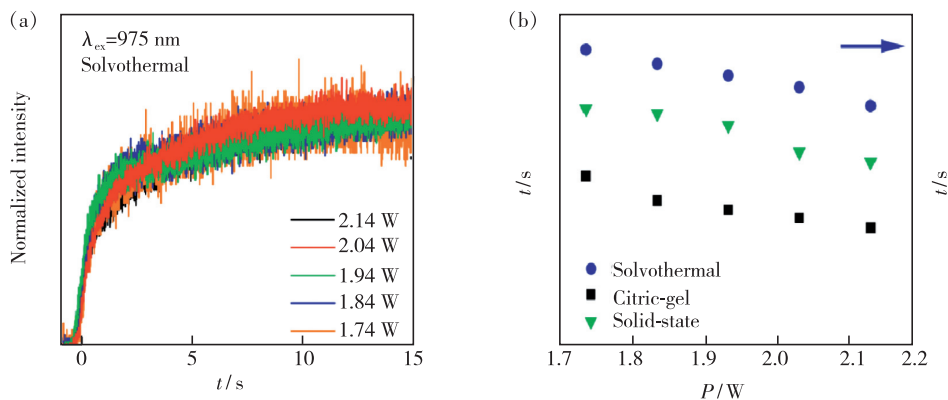 (a)
λex=975 nm
Solvothermal
Normalized intensity
2.14 W
2.04 W
1.94 W
1.84 W
1.74 W
0 5 10 15
t/s
(b)
t/s
t/s
Solvothermal
Citric-gel
Solid-state
1.7 1.8 1.9 2.0 2.1 2.2
P/W